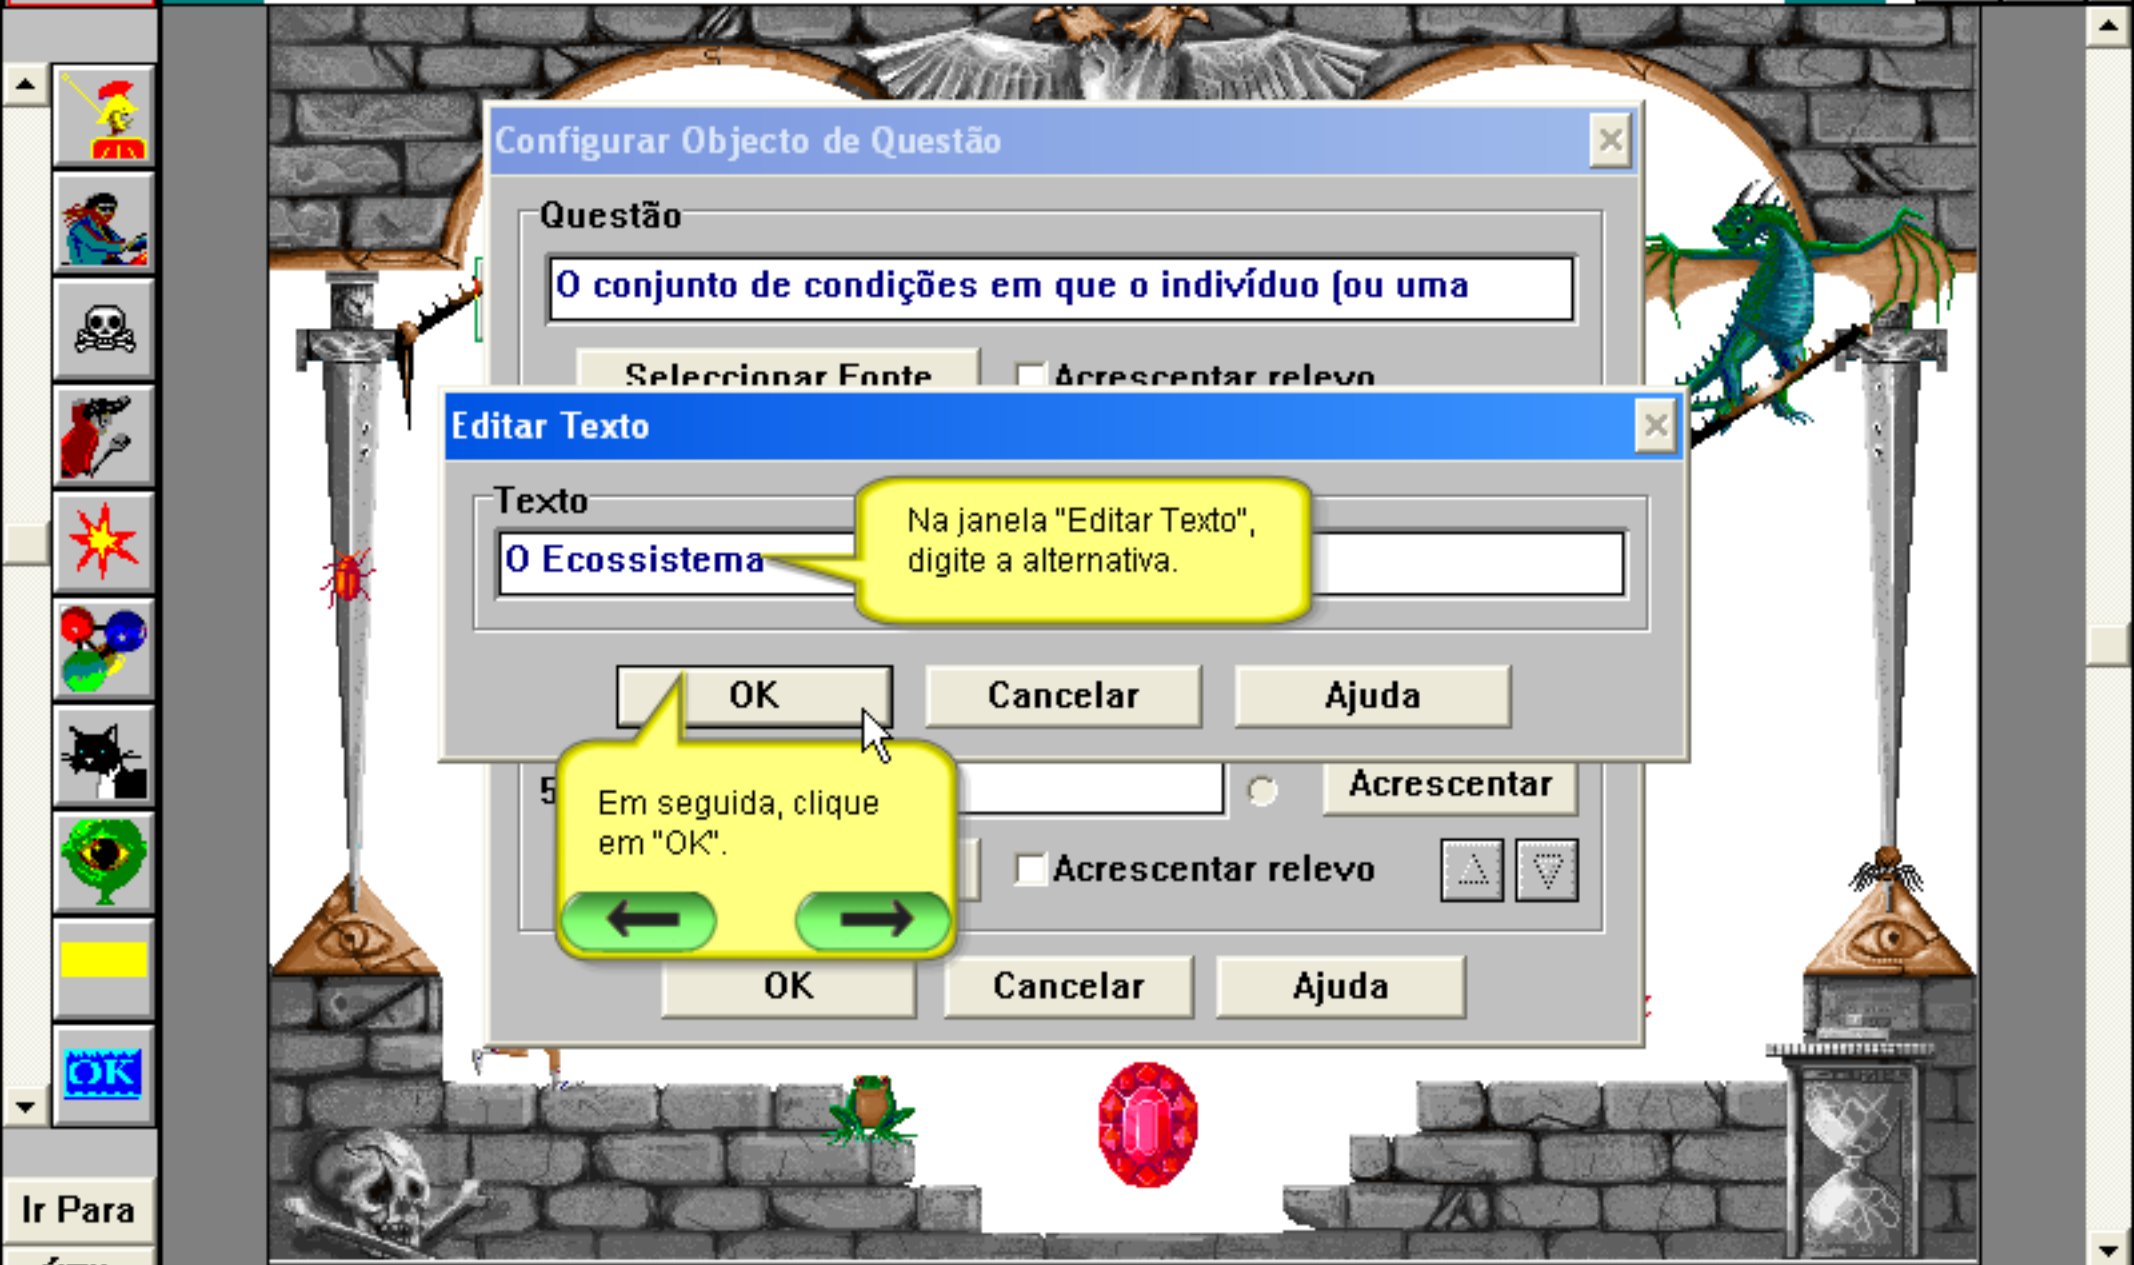 Configurar Objecto de Questão
Questão
O conjunto de condições em que o indivíduo (ou uma
Seleccionar Fonte
Acrescentar relevo
Editar Texto
Texto
O Ecossistema
Na janela "Editar Texto",
digite a alternativa.
OK
Cancelar
Ajuda
5
Acrescentar
Em seguida, clique
em "OK".
Acrescentar relevo
OK
Cancelar
Ajuda
OK
Ir Para